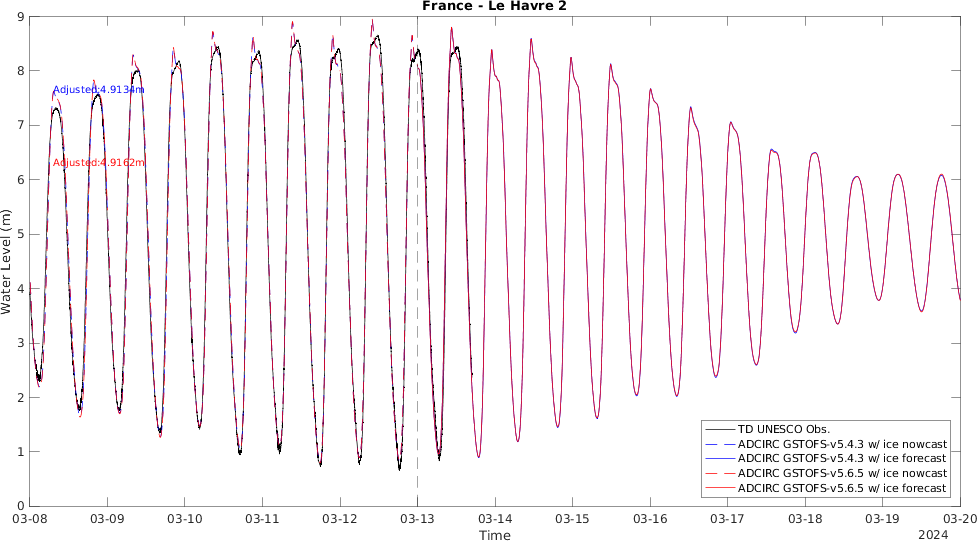 France - Le Havre 2
Water Level (m)
9
8
7
6
5
4
3
2
1
0
Adjusted:4.9134m
Adjusted:4.9162m
TD UNESCO Obs.
ADCIRC GSTOFS-v5.4.3 w/ ice nowcast
ADCIRC GSTOFS-v5.4.3 w/ ice forecast
ADCIRC GSTOFS-v5.6.5 w/ ice nowcast
ADCIRC GSTOFS-v5.6.5 w/ ice forecast
03-08 03-09 03-10 03-11 03-12 03-13 03-14 03-15 03-16 03-17 03-18 03-19 03-20
Time
2024